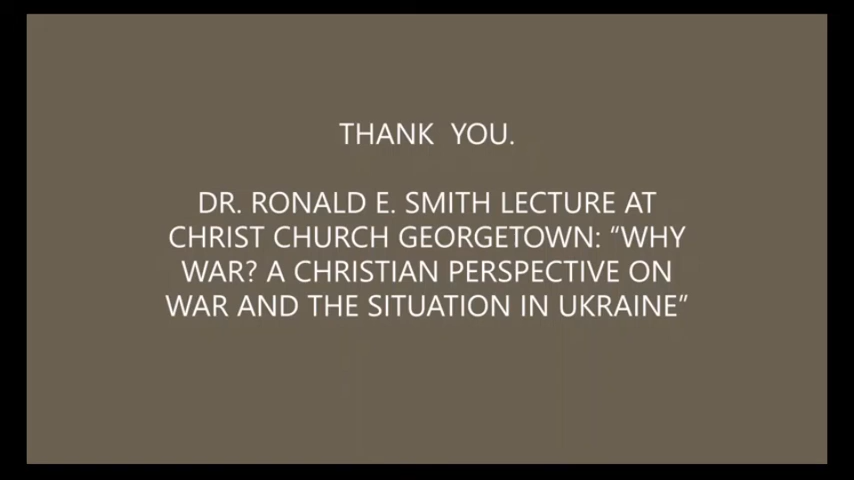 THANK YOU.
DR. RONALD E. SMITH LECTURE AT
CHRIST CHURCH GEORGETOWN: “WHY
WAR? A CHRISTIAN PERSPECTIVE ON
WAR AND THE SITUATION IN UKRAINE”